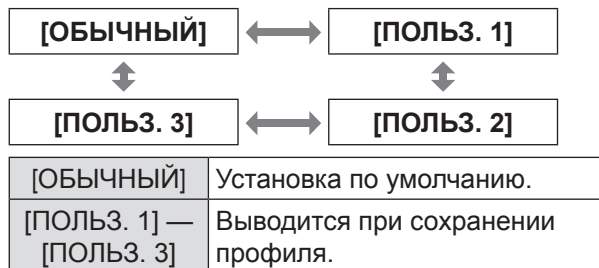 [ОБЫЧНЫЙ] [ПОЛЬЗ. 1]
[ПОЛЬЗ. 3] [ПОЛЬЗ. 2]
[ОБЫЧНЫЙ] Установка по умолчанию.
[ПОЛЬЗ. 1] — Выводится при сохранении
[ПОЛЬЗ. 3] профиля.